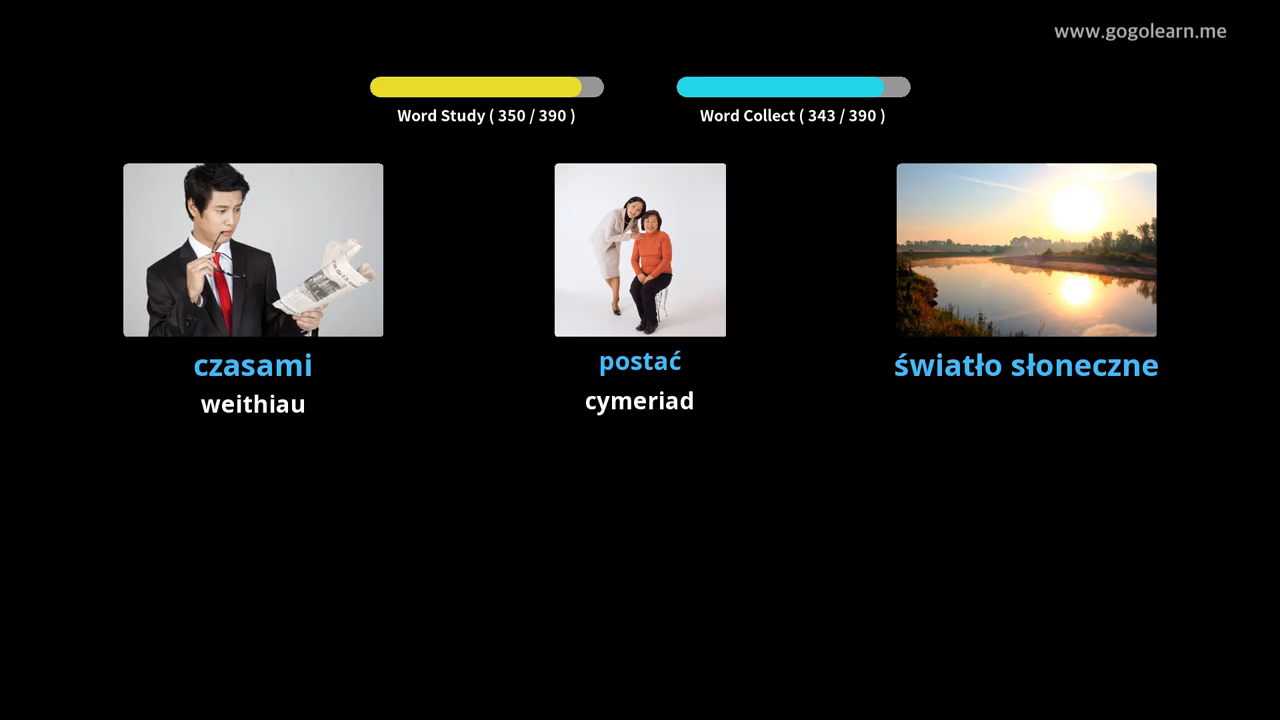 www.gogolearn.me
Word Study ( 350 / 390 )
Word Collect ( 343 / 390 )
czasami
weithiau
postać
cymeriad
światło słoneczne